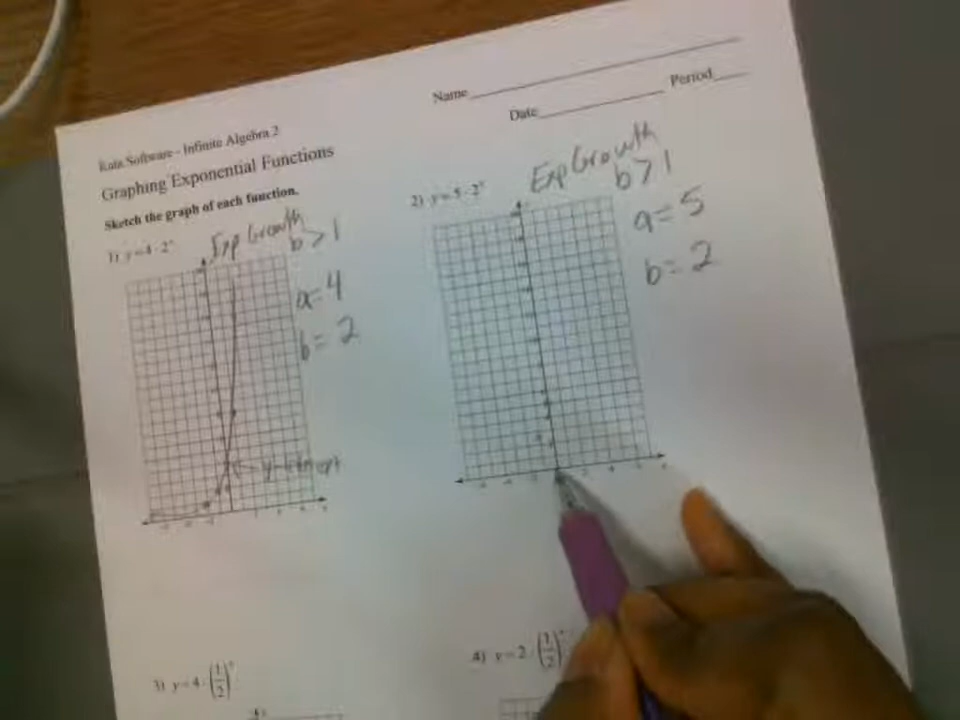 Name
Date
Period
Kuta Software - Infinite Algebra 2
Graphing Exponential Functions
Sketch the graph of each function.
1) y = 4 · 2ˣ
Exp Growth
b > 1
a = 4
b = 2
y-intercept
2) y = 5 · 2ˣ
Exp Growth
b > 1
a = 5
b = 2
3) y = 4 · (1/2)ˣ
4) y = 2 · (1/2)ˣ